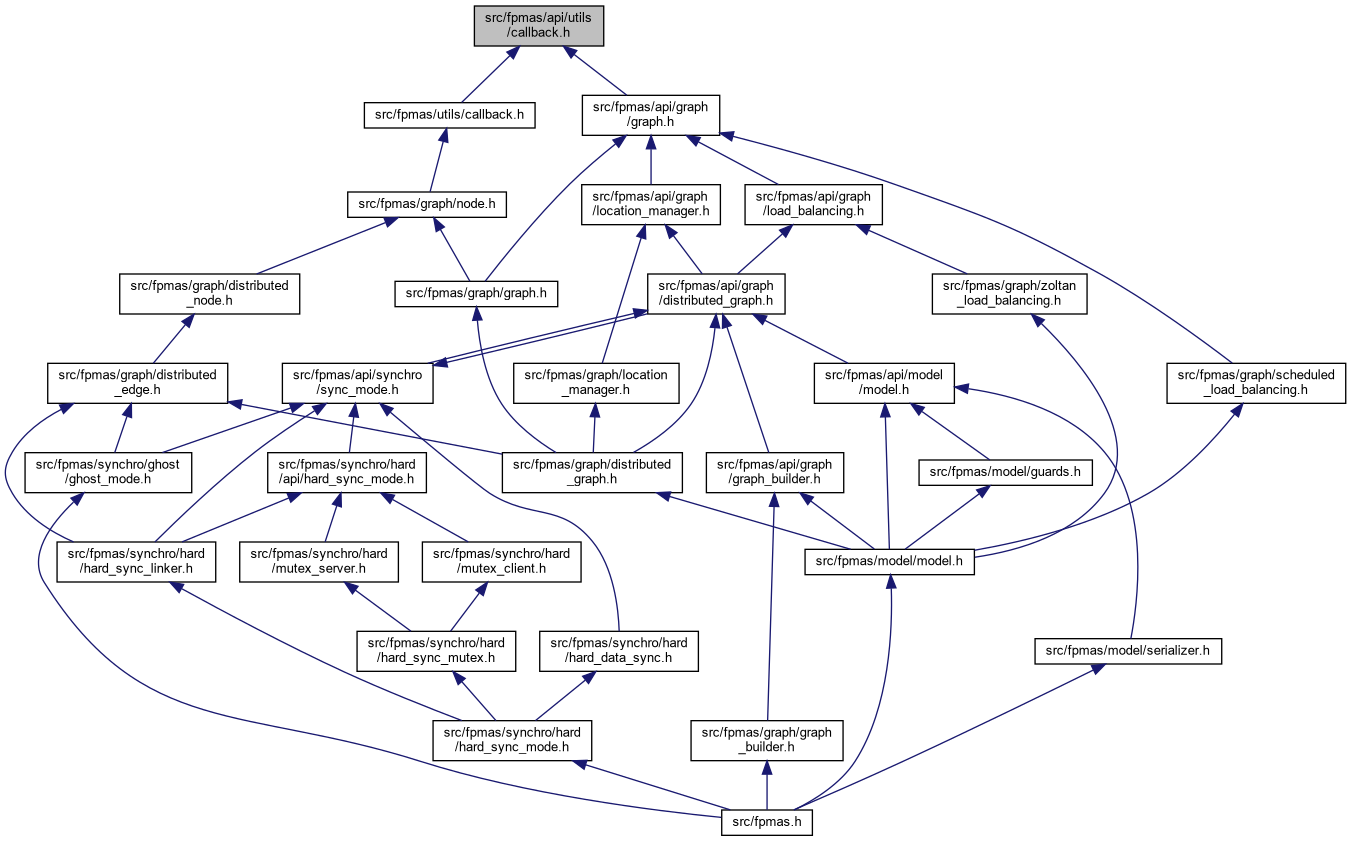 src/fpmas/api/utils
/callback.h
src/fpmas/utils/callback.h
src/fpmas/api/graph
/graph.h
src/fpmas/graph/node.h
src/fpmas/api/graph
/location_manager.h
src/fpmas/api/graph
/load_balancing.h
src/fpmas/graph/distributed
_node.h
src/fpmas/graph/graph.h
src/fpmas/api/graph
/distributed_graph.h
src/fpmas/graph/zoltan
_load_balancing.h
src/fpmas/graph/distributed
_edge.h
src/fpmas/api/synchro
/sync_mode.h
src/fpmas/graph/location
_manager.h
src/fpmas/api/model
/model.h
src/fpmas/graph/scheduled
_load_balancing.h
src/fpmas/synchro/ghost
/ghost_mode.h
src/fpmas/synchro/hard
/api/hard_sync_mode.h
src/fpmas/graph/distributed
_graph.h
src/fpmas/api/graph
/graph_builder.h
src/fpmas/model/guards.h
src/fpmas/synchro/hard
/hard_sync_linker.h
src/fpmas/synchro/hard
/mutex_server.h
src/fpmas/synchro/hard
/mutex_client.h
src/fpmas/model/model.h
src/fpmas/synchro/hard
/hard_sync_mutex.h
src/fpmas/synchro/hard
/hard_data_sync.h
src/fpmas/model/serializer.h
src/fpmas/synchro/hard
/hard_sync_mode.h
src/fpmas/graph/graph
_builder.h
src/fpmas.h